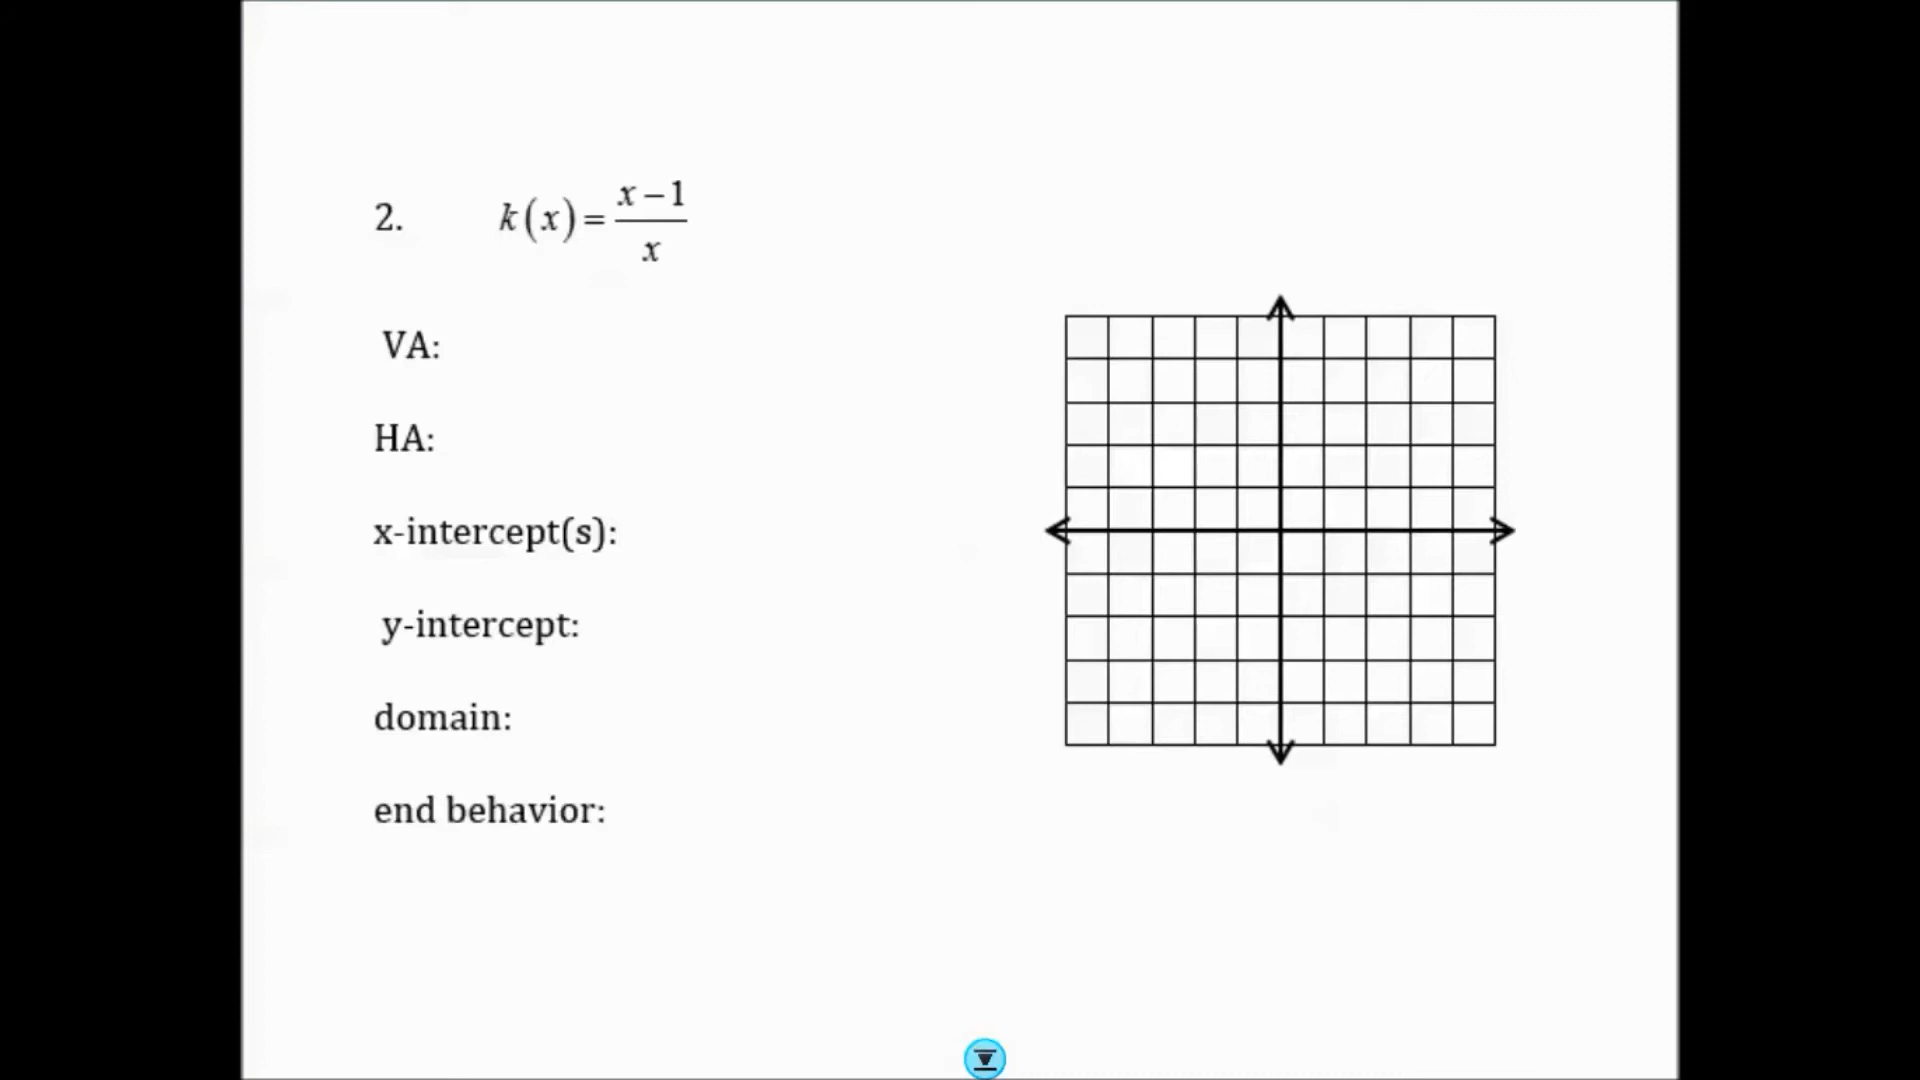 2. k(x) = (x − 1)/x
VA:
HA:
x-intercept(s):
y-intercept:
domain:
end behavior: